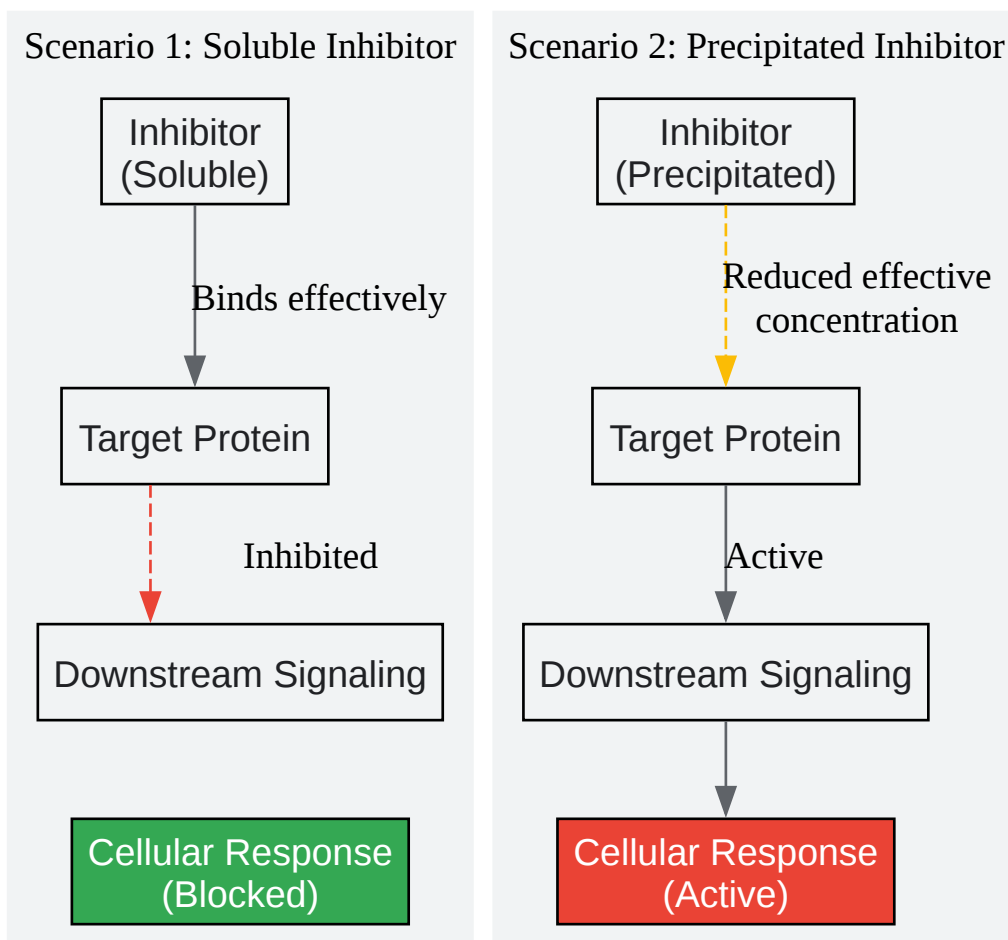 Scenario 1: Soluble Inhibitor
Inhibitor
(Soluble)
Binds effectively
Target Protein
Inhibited
Downstream Signaling
Cellular Response
(Blocked)
Scenario 2: Precipitated Inhibitor
Inhibitor
(Precipitated)
Reduced effective
concentration
Target Protein
Active
Downstream Signaling
Cellular Response
(Active)